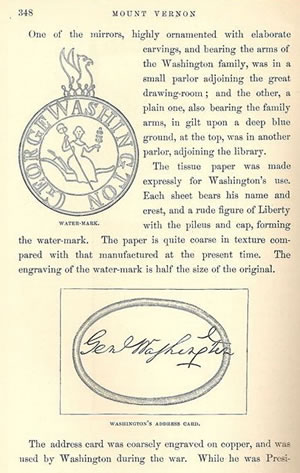 348 MOUNT VERNON
One of the mirrors, highly ornamented with elaborate
carvings, and bearing the arms of
the Washington family, was in a
small parlor adjoining the great
drawing-room; and the other, a
plain one, also bearing the family
arms, in gilt upon a deep blue
ground, at the top, was in another
parlor, adjoining the library.
GEORGE WASHINGTON
WATER-MARK.
The tissue paper was made
expressly for Washington's use.
Each sheet bears his name and
crest, and a rude figure of Liberty
with the pileus and cap, forming
the water-mark. The paper is quite coarse in texture com-
pared with that manufactured at the present time. The
engraving of the water-mark is half the size of the original.
Genl Washington
WASHINGTON'S ADDRESS CARD.
The address card was coarsely engraved on copper, and was
used by Washington during the war. While he was Presi-